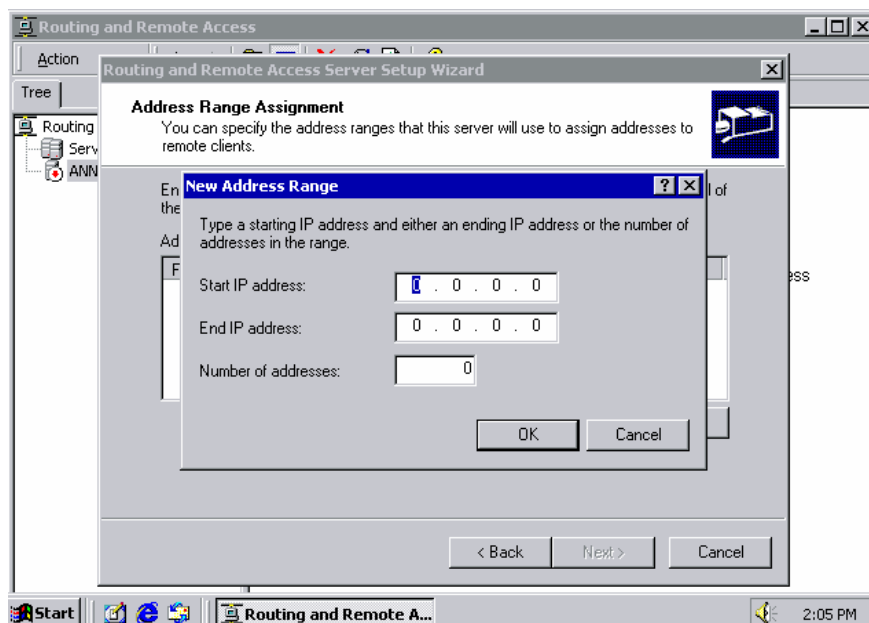 Routing and Remote Access
Action
Routing and Remote Access Server Setup Wizard
Tree
Address Range Assignment
You can specify the address ranges that this server will use to assign addresses to
remote clients.
Routing
Serv
ANN
En
l of
the
New Address Range
Type a starting IP address and either an ending IP address or the number of
addresses in the range.
Ad
F
Start IP address:
0 . 0 . 0 . 0
ess
End IP address:
0 . 0 . 0 . 0
Number of addresses:
0
OK
Cancel
< Back
Next >
Cancel
Start
Routing and Remote A...
2:05 PM